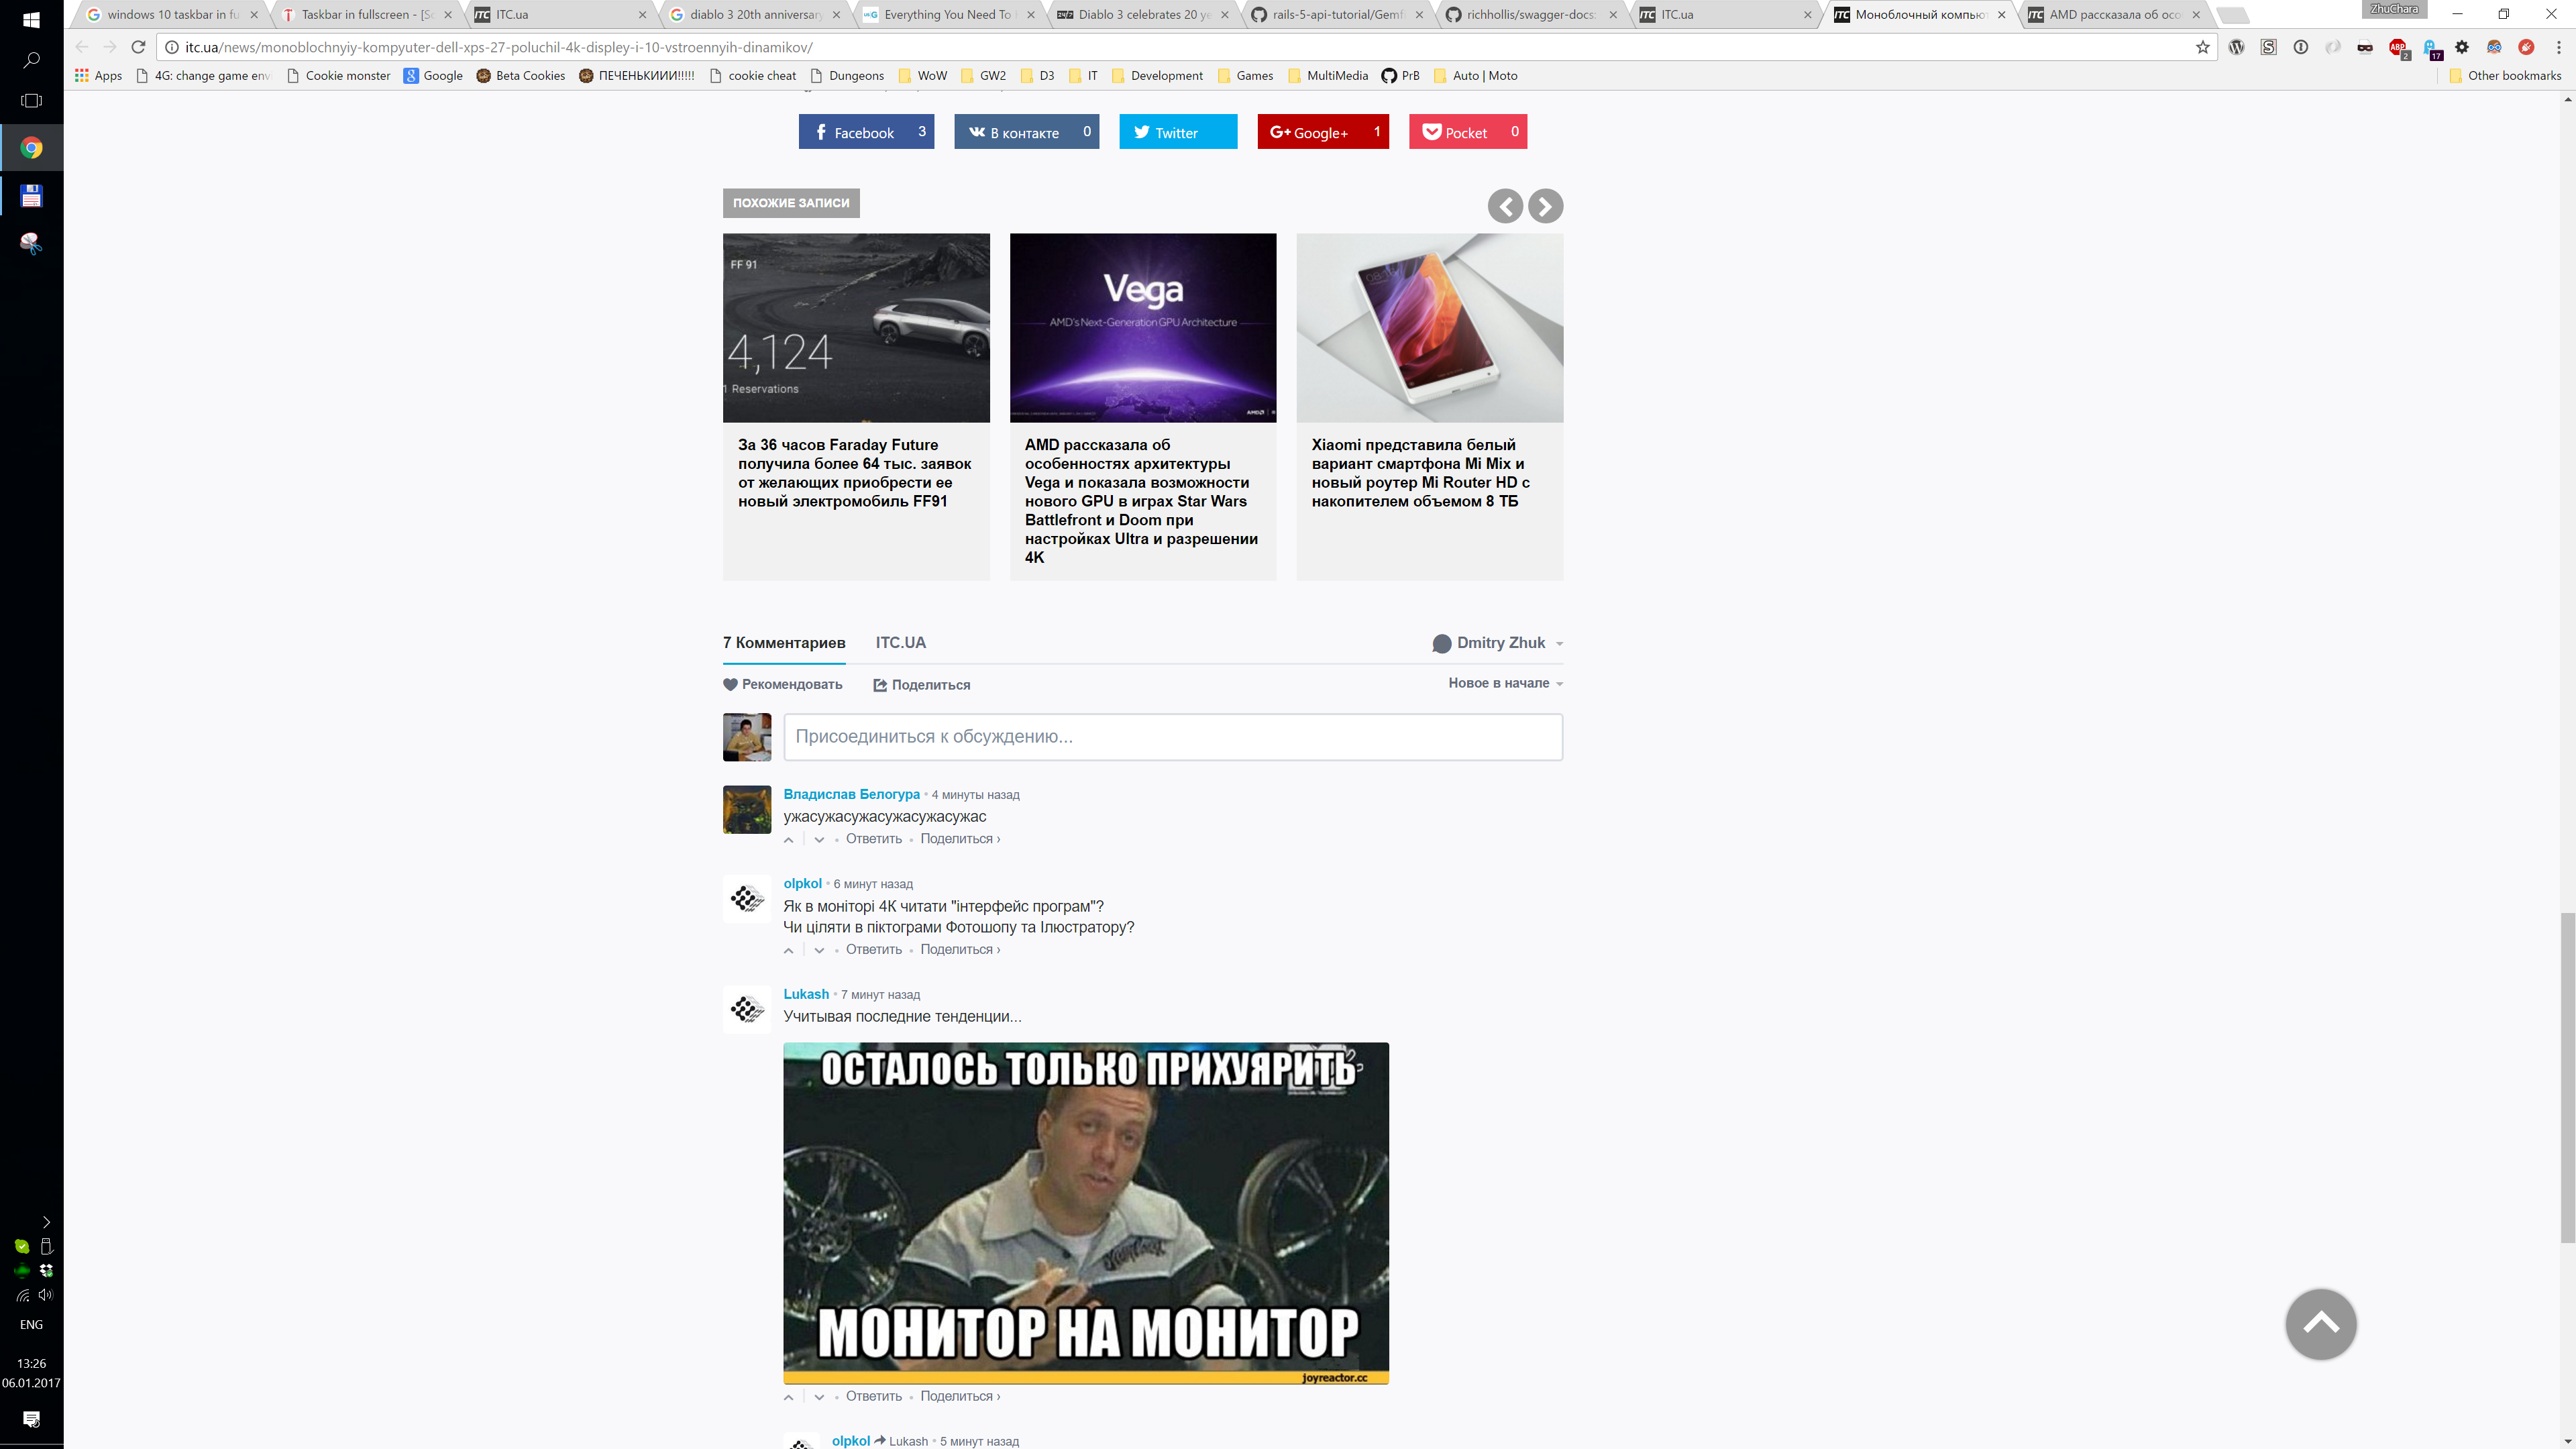 windows 10 taskbar in fu
Taskbar in fullscreen - [So
ITC.ua
diablo 3 20th anniversary
Everything You Need To
Diablo 3 celebrates 20 ye
rails-5-api-tutorial/Gemfi
richhollis/swagger-docs:
ITC.ua
Моноблочный компьют
AMD рассказала об осо
ZhuChara
itc.ua/news/monoblochnyiy-kompyuter-dell-xps-27-poluchil-4k-displey-i-10-vstroennyih-dinamikov/
Apps
4G: change game env
Cookie monster
Google
Beta Cookies
ПЕЧЕНЬКИИИ!!!!!
cookie cheat
Dungeons
WoW
GW2
D3
IT
Development
Games
MultiMedia
PrB
Auto | Moto
Other bookmarks
Facebook 3
В контакте 0
Twitter
Google+ 1
Pocket 0
ПОХОЖИЕ ЗАПИСИ
FF 91
4,124
Reservations
Vega
AMD's Next-Generation GPU Architecture
AMD
За 36 часов Faraday Future
получила более 64 тыс. заявок
от желающих приобрести ее
новый электромобиль FF91
AMD рассказала об
особенностях архитектуры
Vega и показала возможности
нового GPU в играх Star Wars
Battlefront и Doom при
настройках Ultra и разрешении
4K
Xiaomi представила белый
вариант смартфона Mi Mix и
новый роутер Mi Router HD с
накопителем объемом 8 ТБ
7 Комментариев
ITC.UA
Dmitry Zhuk
Рекомендовать
Поделиться
Новое в начале
Присоединиться к обсуждению...
Владислав Белогура • 4 минуты назад
ужасужасужасужасужасужас
Ответить • Поделиться ›
olpkol • 6 минут назад
Як в моніторі 4К читати "інтерфейс програм"?
Чи ціляти в піктограми Фотошопу та Ілюстратору?
Ответить • Поделиться ›
Lukash • 7 минут назад
Учитывая последние тенденции...
ОСТАЛОСЬ ТОЛЬКО ПРИХУЯРИТЬ
МОНИТОР НА МОНИТОР
joyreactor.cc
Ответить • Поделиться ›
olpkol Lukash • 5 минут назад
ENG
13:26
06.01.2017